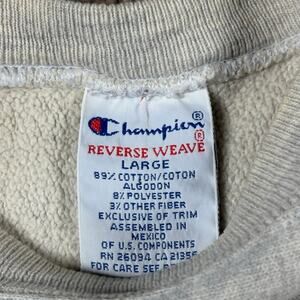 Champion®
REVERSE WEAVE®
LARGE
89% COTTON/COTON
ALGODON
8% POLYESTER
3% OTHER FIBER
EXCLUSIVE OF TRIM
ASSEMBLED IN
MEXICO
OF U.S. COMPONENTS
RN 26094 CA 21356
FOR CARE SEE